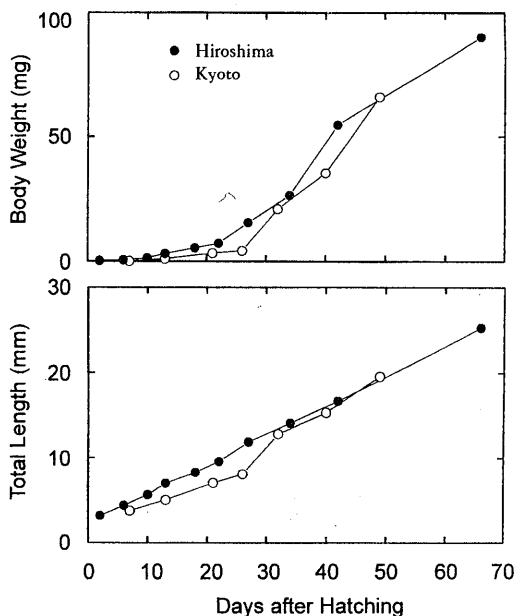 100
Hiroshima
Kyoto
50
0
Body Weight (mg)
30
20
10
0
Total Length (mm)
0 10 20 30 40 50 60 70
Days after Hatching